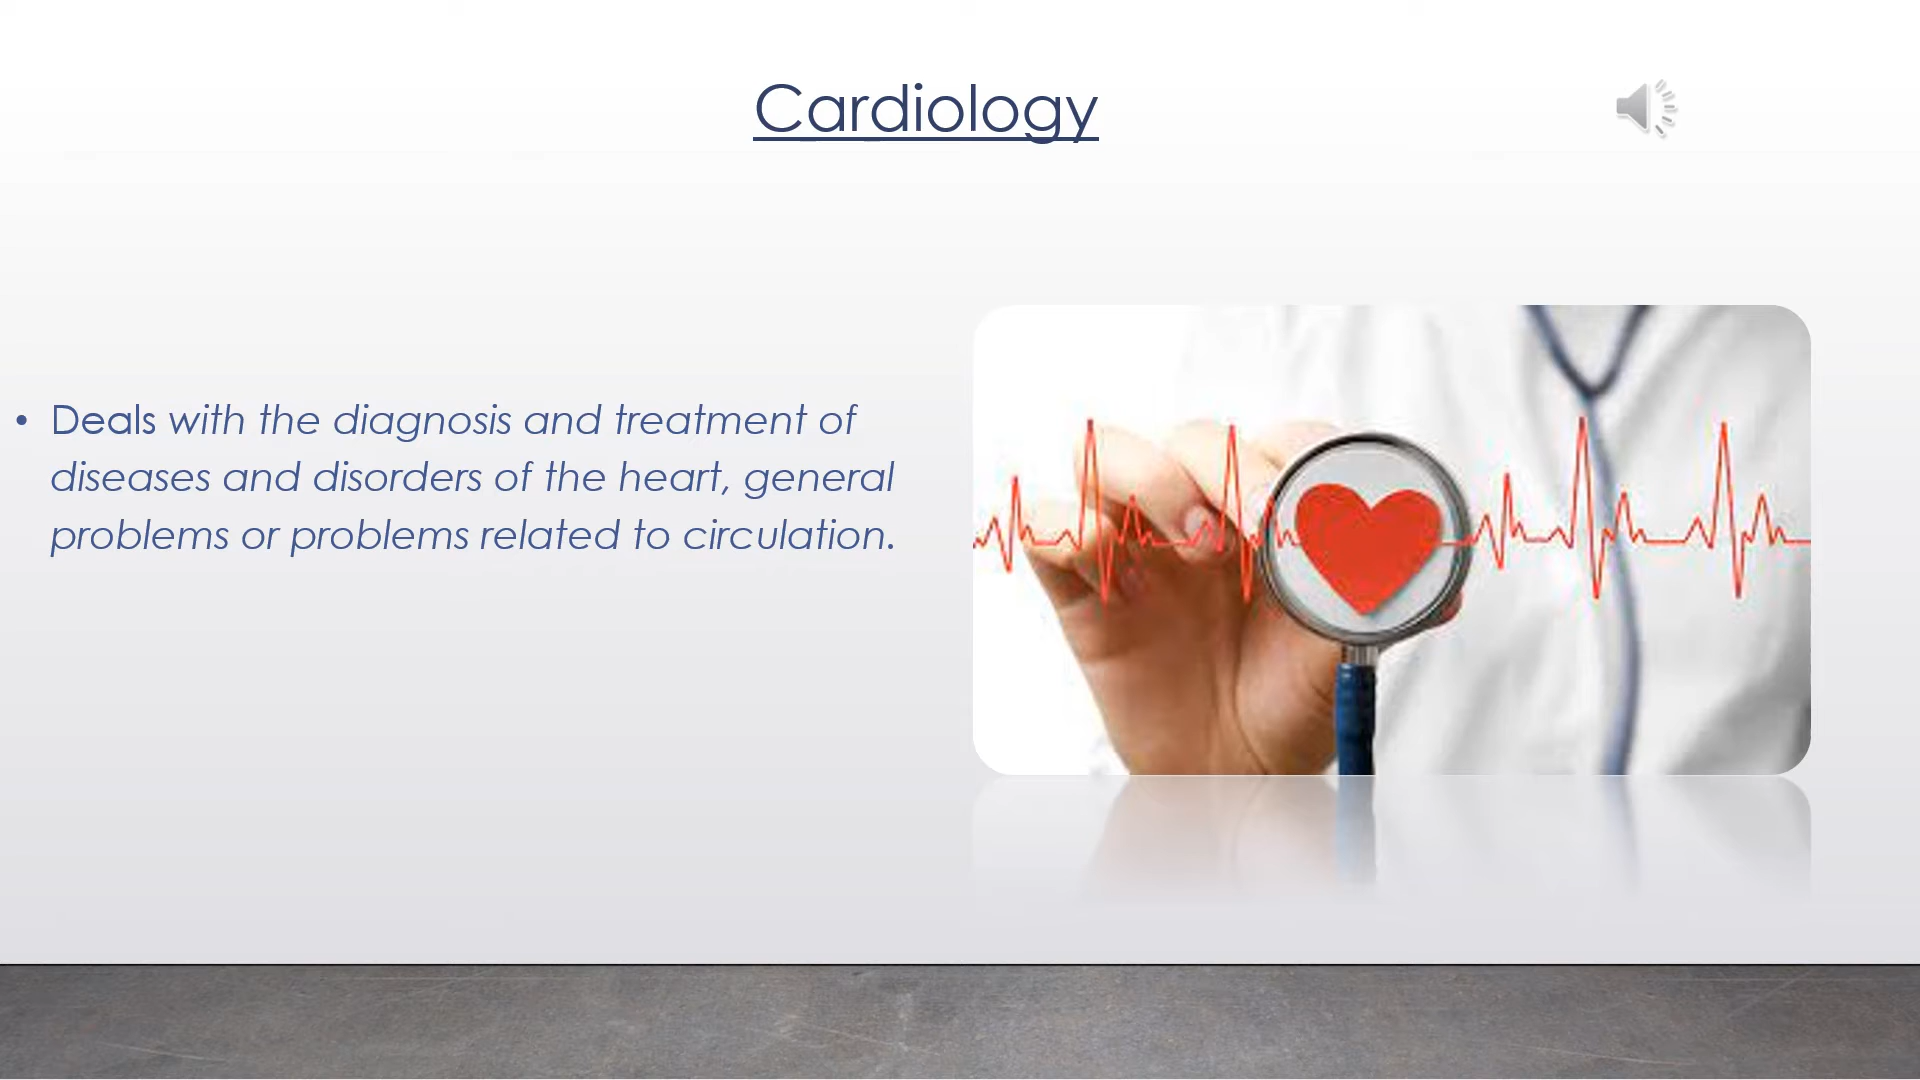 Cardiology
• Deals with the diagnosis and treatment of
diseases and disorders of the heart, general
problems or problems related to circulation.